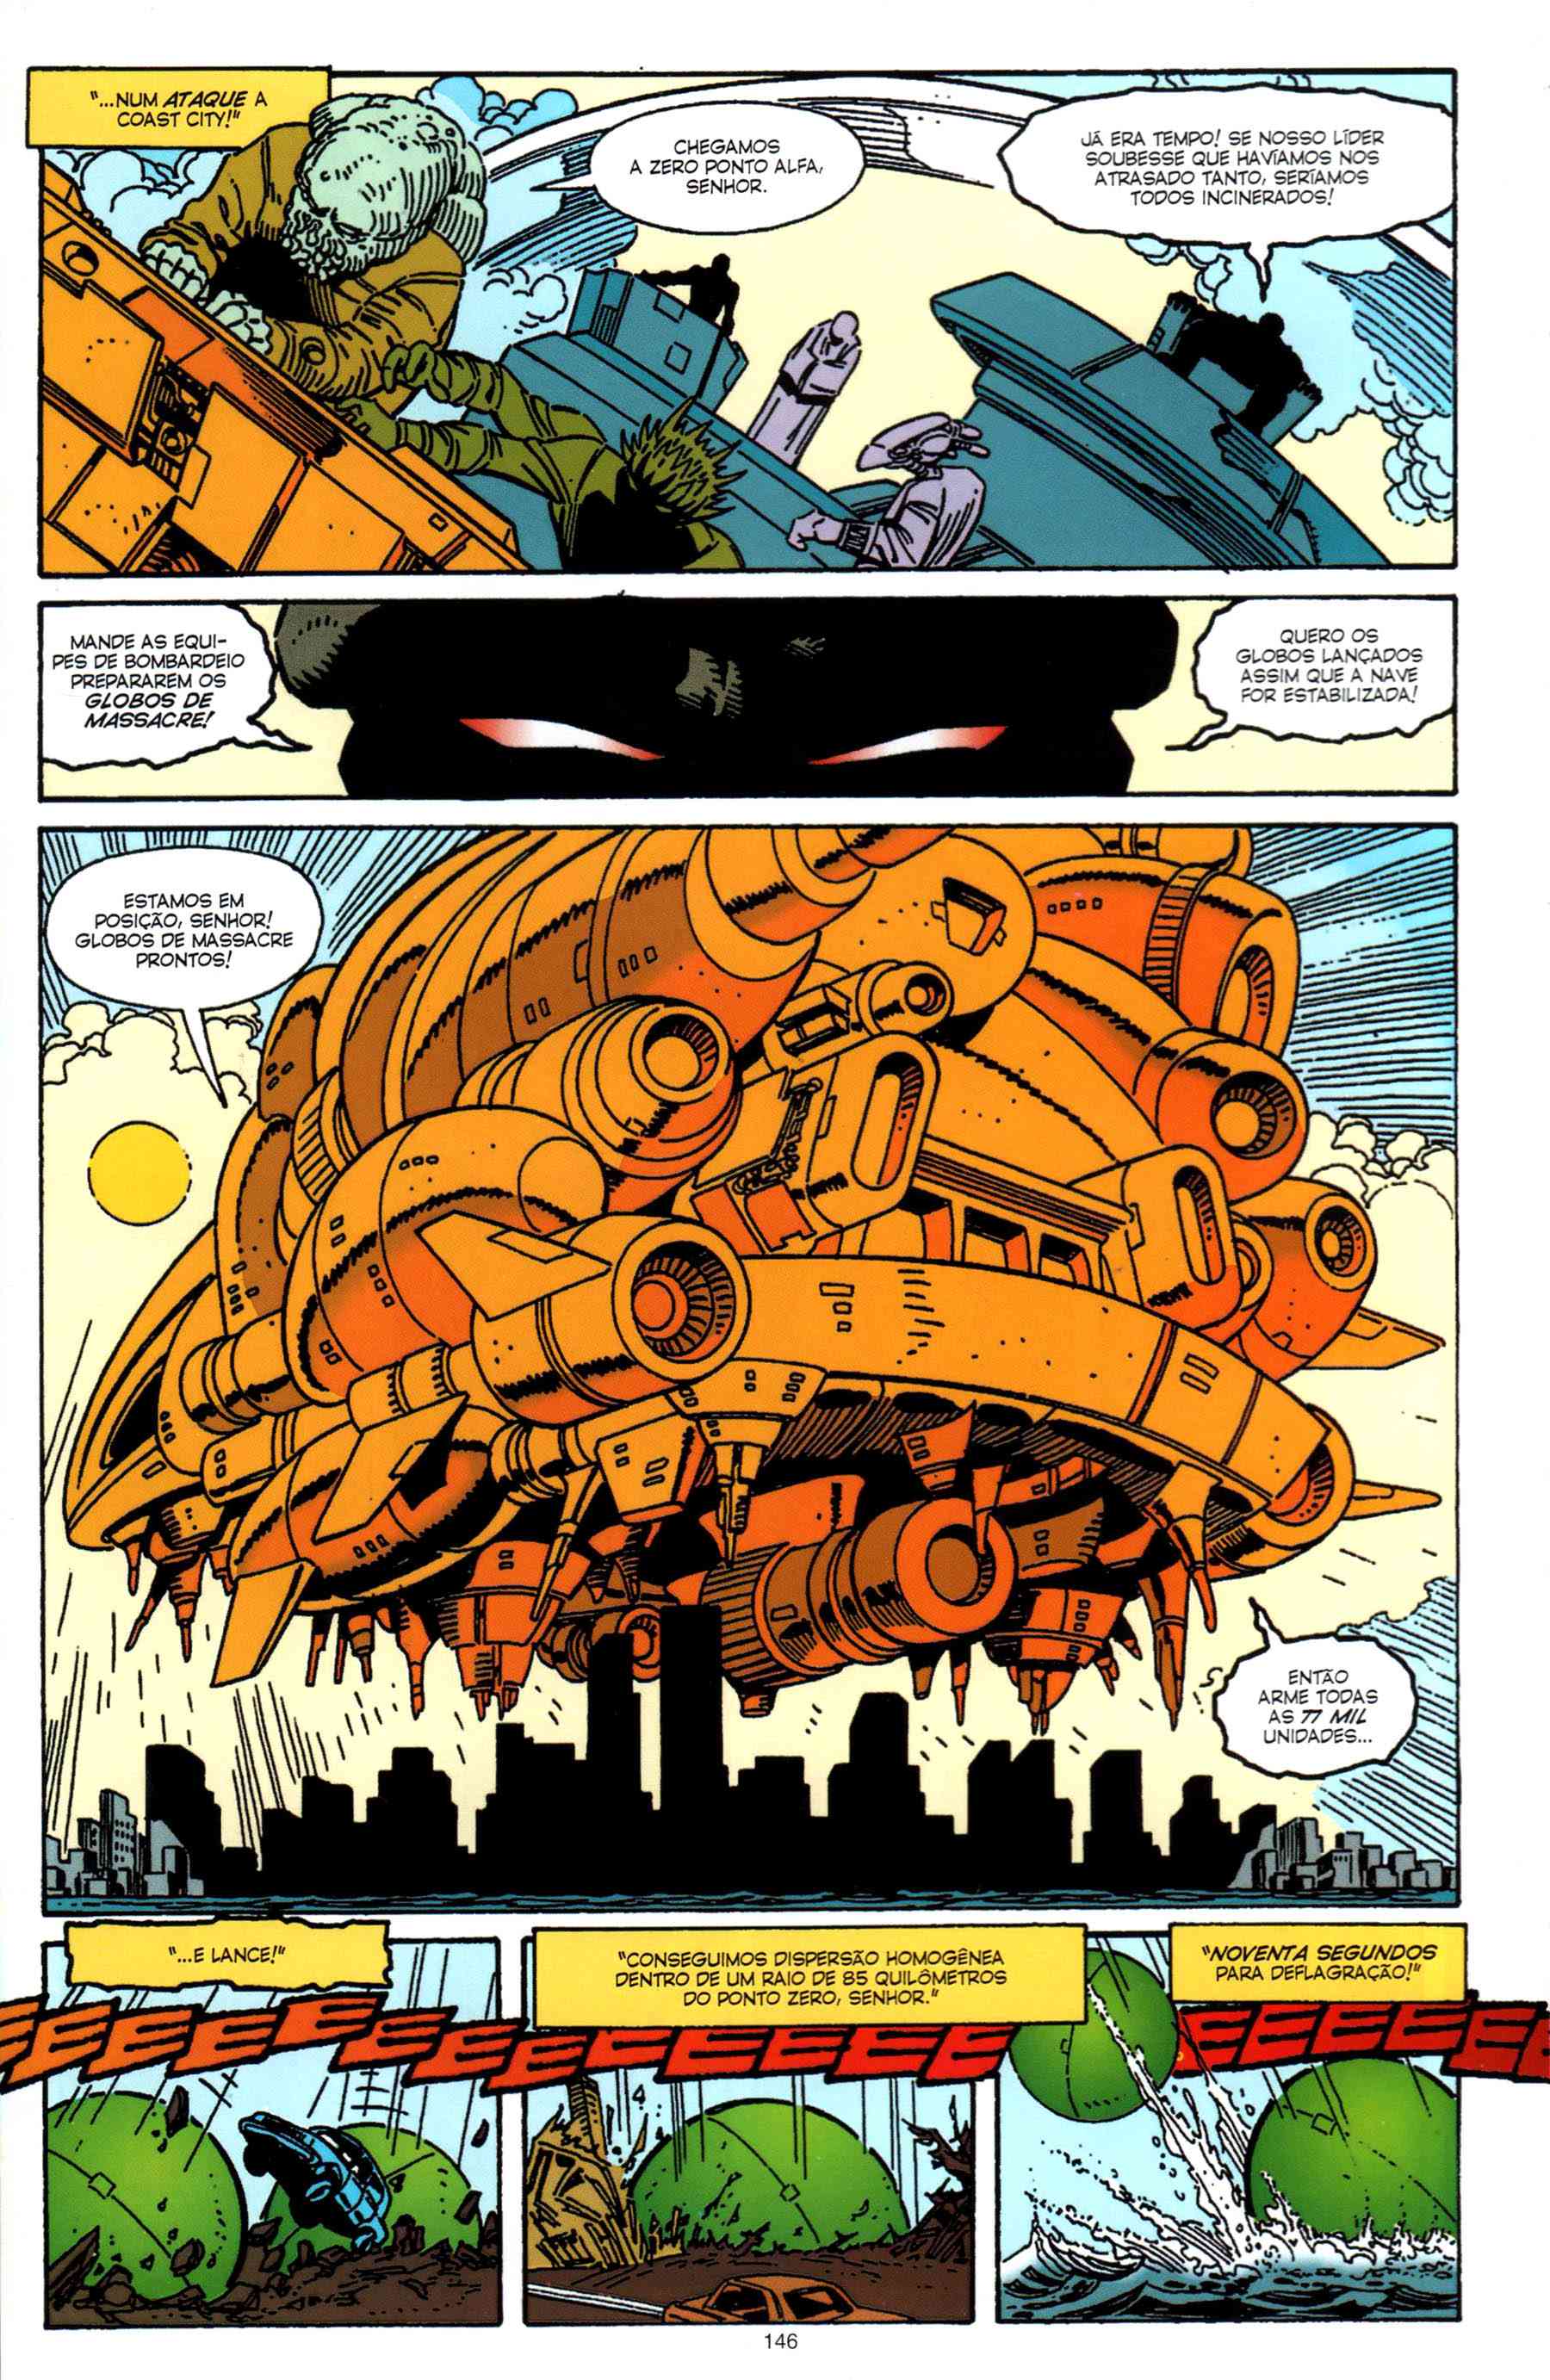 "...NUM ATAQUE A
COAST CITY!"
CHEGAMOS
A ZERO PONTO ALFA,
SENHOR.
JÁ ERA TEMPO! SE NOSSO LÍDER
SOUBESSE QUE HAVÍAMOS NOS
ATRASADO TANTO, SERÍAMOS
TODOS INCINERADOS!
MANDE AS EQUI-
PES DE BOMBARDEIO
PREPARAREM OS
GLOBOS DE
MASSACRE!
QUERO OS
GLOBOS LANÇADOS
ASSIM QUE A NAVE
FOR ESTABILIZADA!
ESTAMOS EM
POSIÇÃO, SENHOR!
GLOBOS DE MASSACRE
PRONTOS!
ENTÃO
ARME TODAS
AS 77 MIL
UNIDADES...
"...E LANCE!"
"CONSEGUIMOS DISPERSÃO HOMOGÊNEA
DENTRO DE UM RAIO DE 85 QUILÔMETROS
DO PONTO ZERO, SENHOR."
"NOVENTA SEGUNDOS
PARA DEFLAGRAÇÃO!"
EEEEEEEEEEEEEEEEEEEEEEE
146